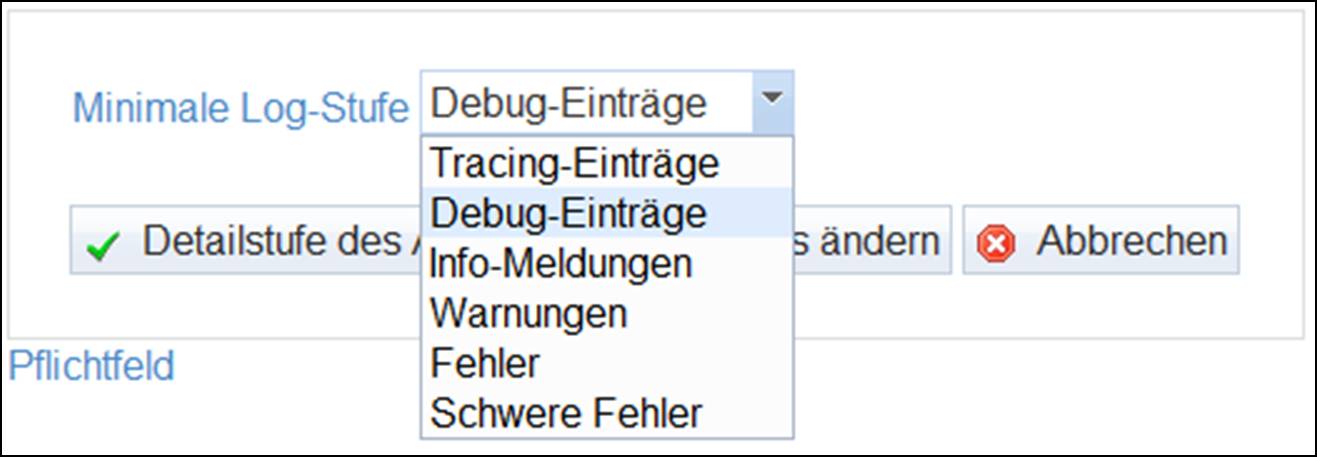 Minimale Log-Stufe Debug-Einträge
Tracing-Einträge
Debug-Einträge
Detailstufe des ändern Abbrechen
Info-Meldungen
Warnungen
Pflichtfeld
Fehler
Schwere Fehler